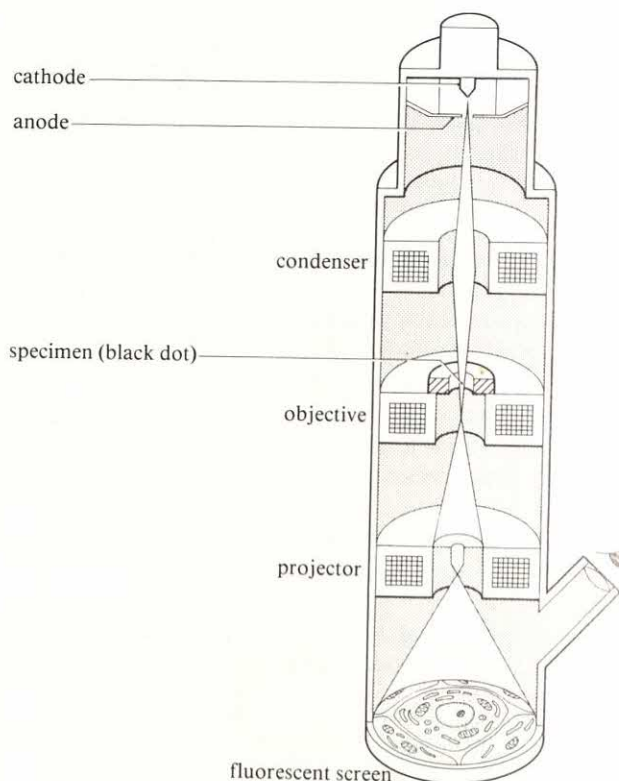 cathode
anode
condenser
specimen (black dot)
objective
projector
fluorescent screen